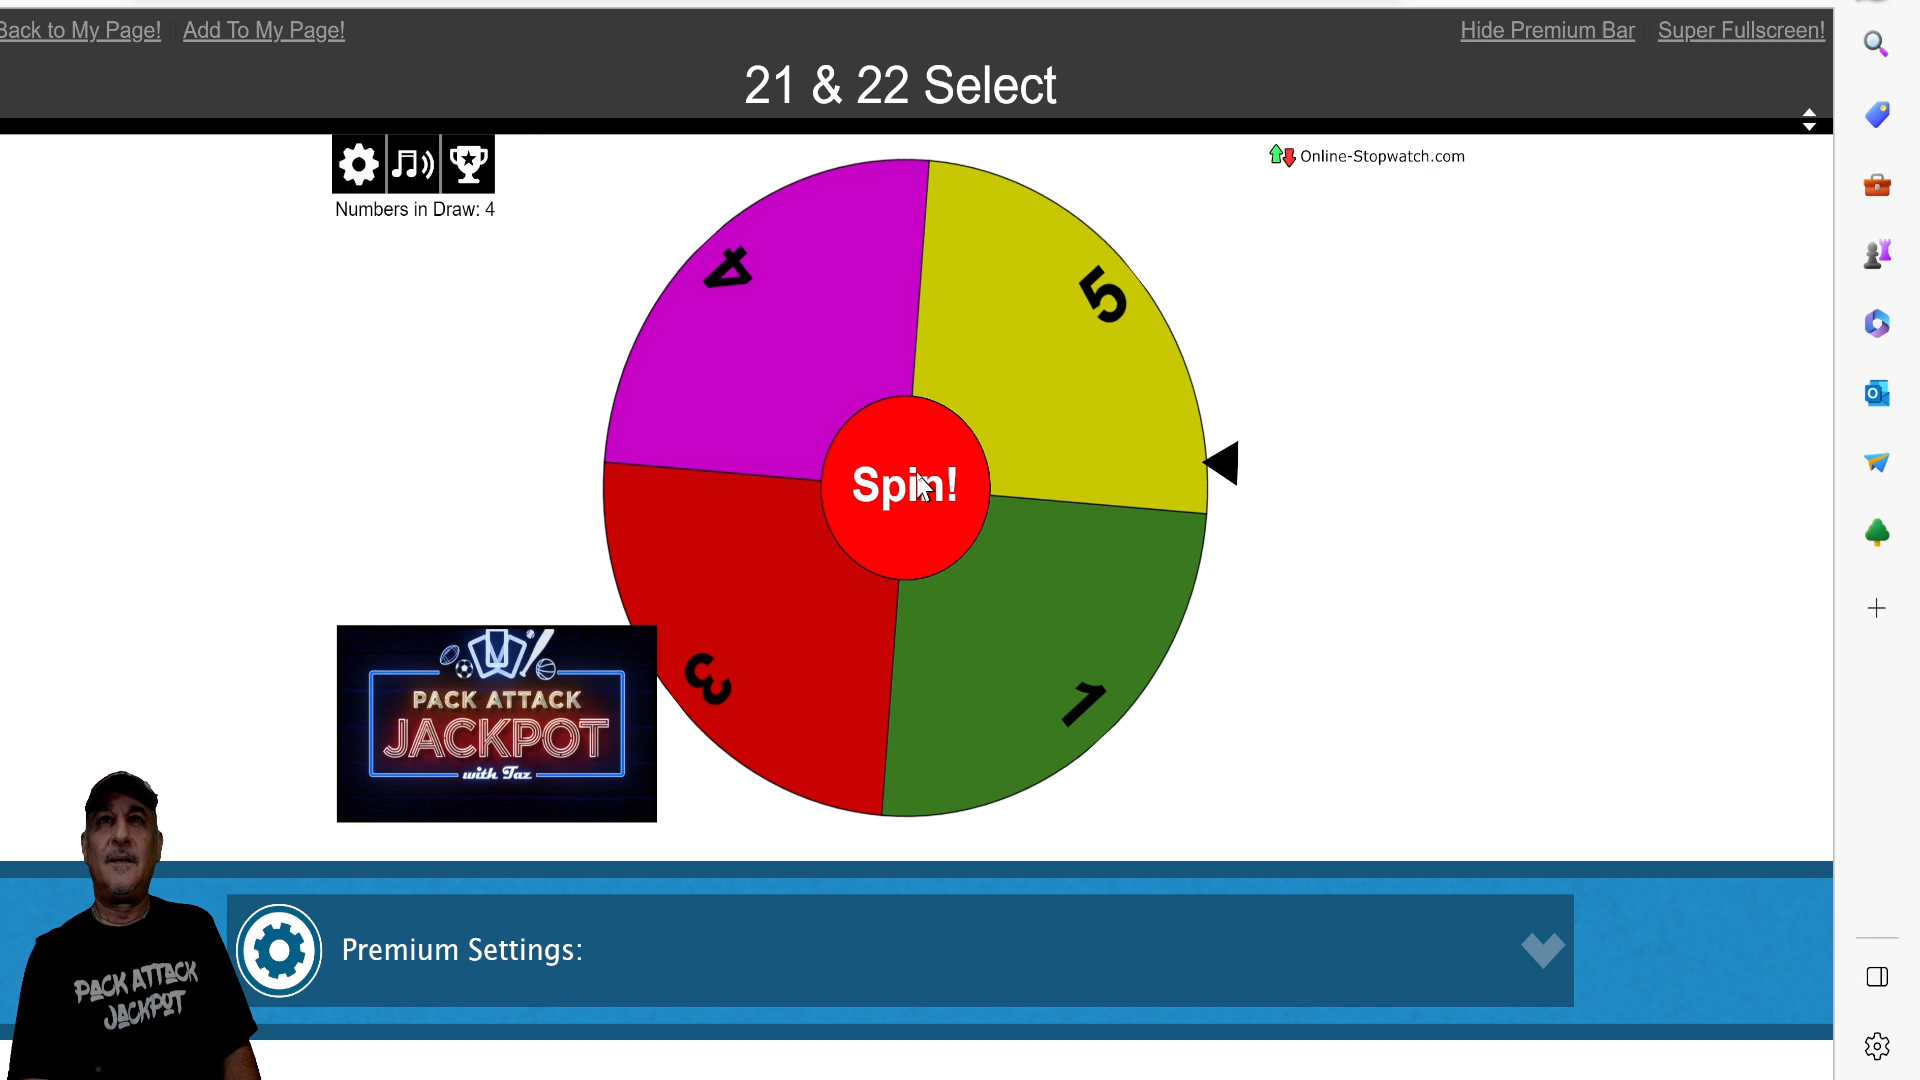 Back to My Page! Add To My Page!
Hide Premium Bar Super Fullscreen!
21 & 22 Select
Online-Stopwatch.com
Numbers in Draw: 4
4
5
Spin!
3
1
PACK ATTACK
JACKPOT
with Taz
Premium Settings:
PACK ATTACK
JACKPOT